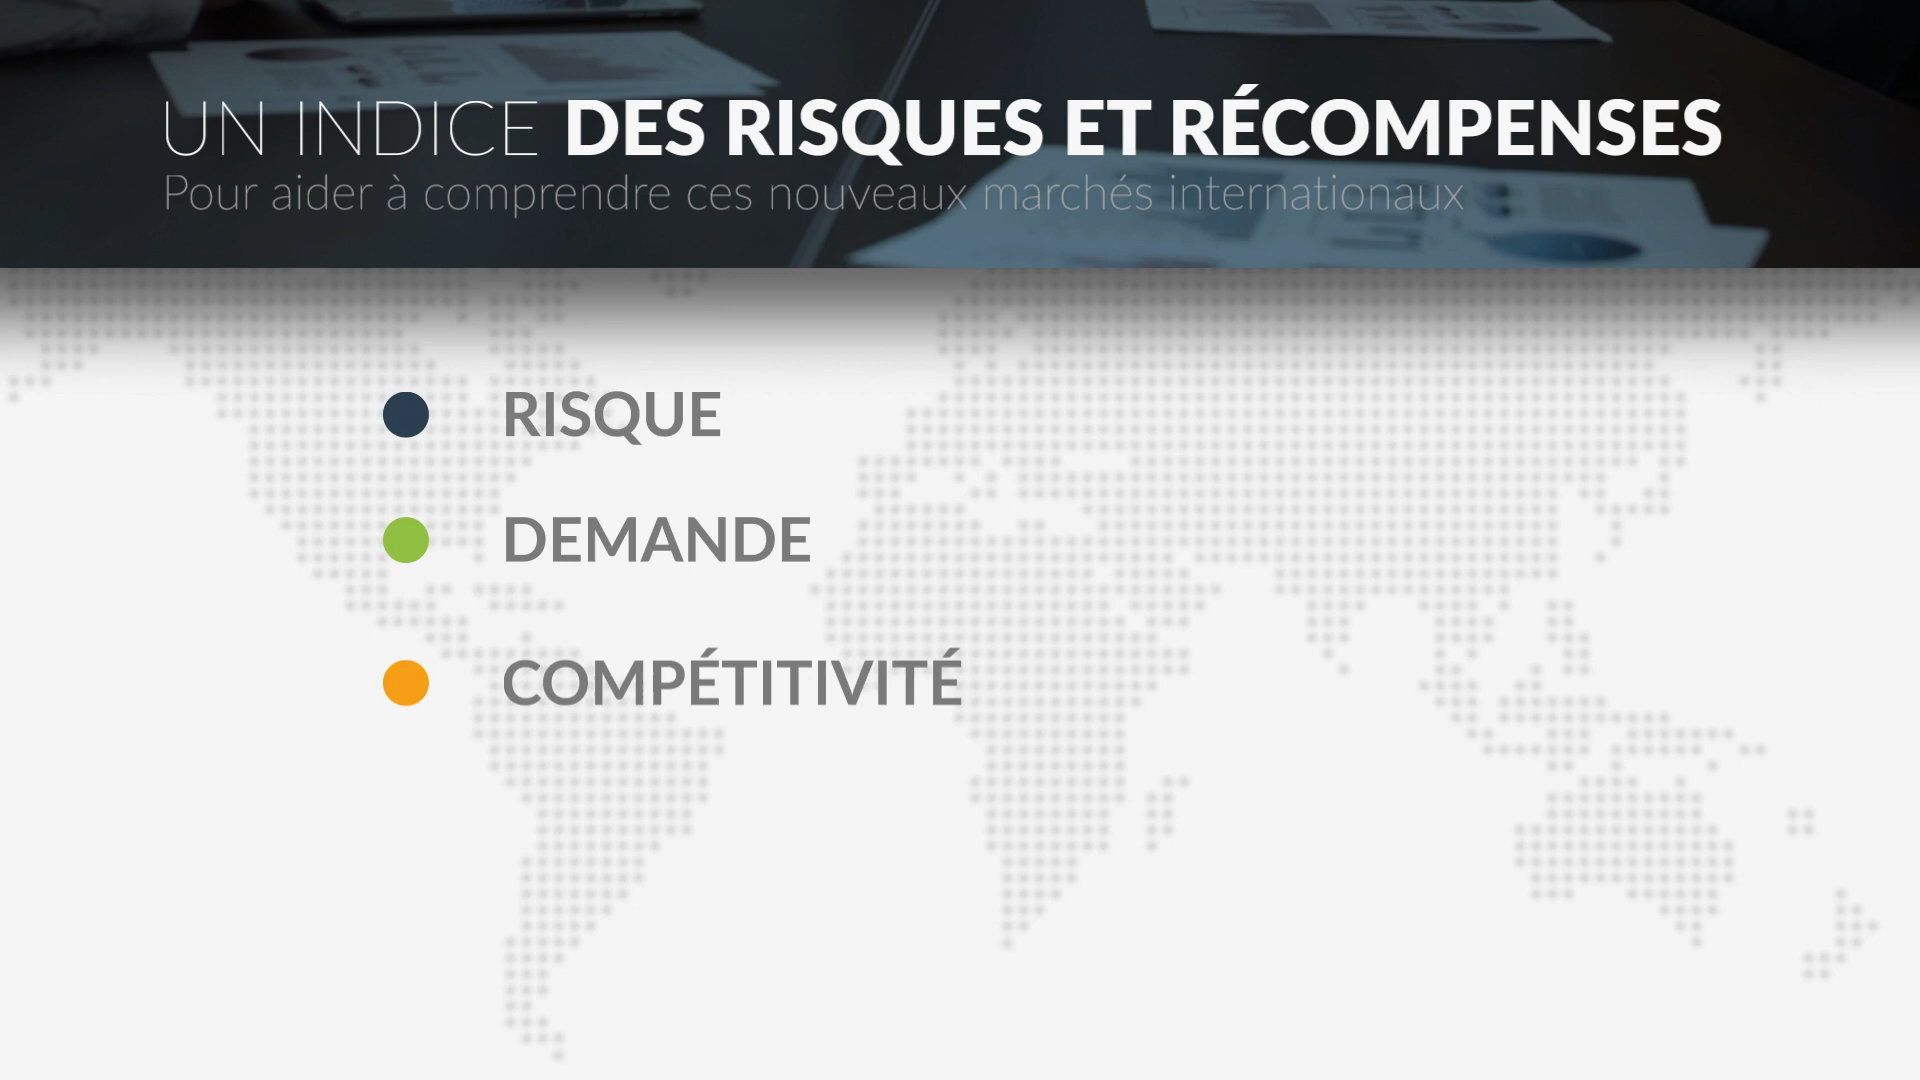 UN INDICE DES RISQUES ET RÉCOMPENSES
Pour aider à comprendre ces nouveaux marchés internationaux
RISQUE
DEMANDE
COMPÉTITIVITÉ